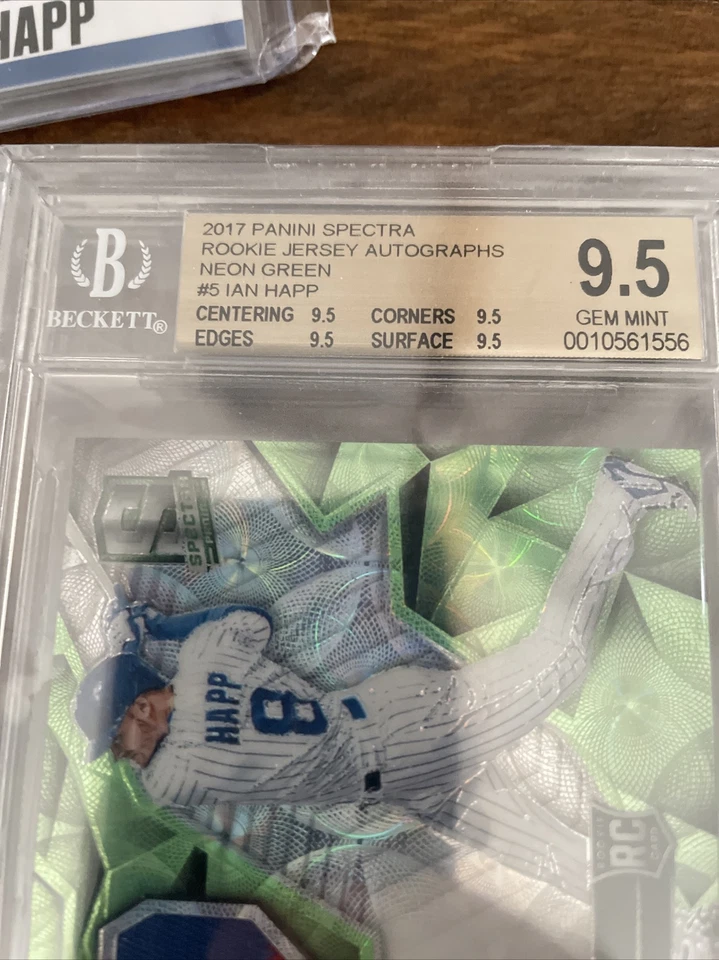 HAPP
B
BECKETT®
2017 PANINI SPECTRA
ROOKIE JERSEY AUTOGRAPHS
NEON GREEN
#5 IAN HAPP
CENTERING 9.5 CORNERS 9.5
EDGES 9.5 SURFACE 9.5
9.5
GEM MINT
0010561556
SPECTRA
HAPP
8
RC